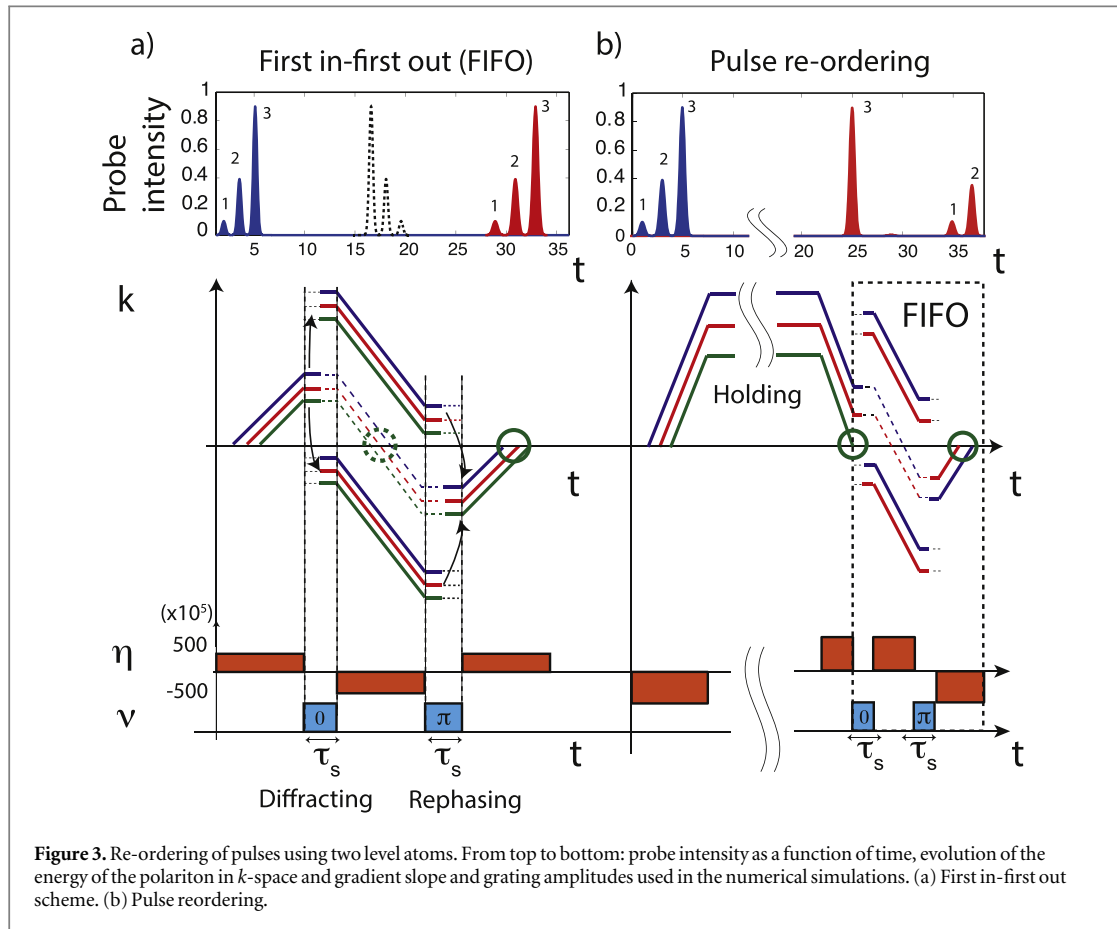 a)
First in-first out (FIFO)
b)
Pulse re-ordering
Probe intensity
1
0.8
0.6
0.4
0.2
0
1
2
3
1
2
3
5 10 15 20 25 30 35
t
1
0.8
0.6
0.4
0.2
0
1
2
3
3
1
2
0 5 10 20 25 30 35
t
k
t
Holding
FIFO
t
(x10⁵)
η
500
-500
ν
0
π
τs
τs
t
0
π
τs
τs
t
Diffracting
Rephasing
Figure 3. Re-ordering of pulses using two level atoms. From top to bottom: probe intensity as a function of time, evolution of the
energy of the polariton in k-space and gradient slope and grating amplitudes used in the numerical simulations. (a) First in-first out
scheme. (b) Pulse reordering.